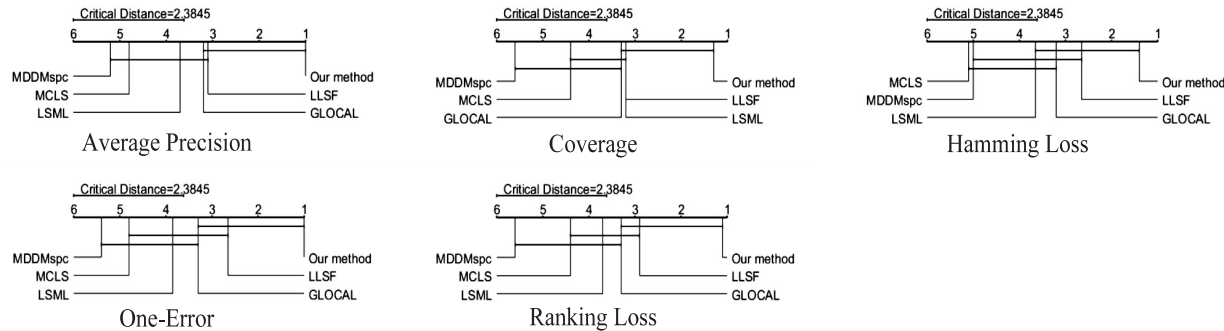 Critical Distance=2.3845
6 5 4 3 2 1
MDDMspc
MCLS
LSML
Our method
LLSF
GLOCAL
Average Precision
Critical Distance=2.3845
6 5 4 3 2 1
MDDMspc
MCLS
GLOCAL
Our method
LLSF
LSML
Coverage
Critical Distance=2.3845
6 5 4 3 2 1
MCLS
MDDMspc
LSML
Our method
LLSF
GLOCAL
Hamming Loss
Critical Distance=2.3845
6 5 4 3 2 1
MDDMspc
MCLS
LSML
Our method
LLSF
GLOCAL
One-Error
Critical Distance=2.3845
6 5 4 3 2 1
MDDMspc
MCLS
LSML
Our method
LLSF
GLOCAL
Ranking Loss